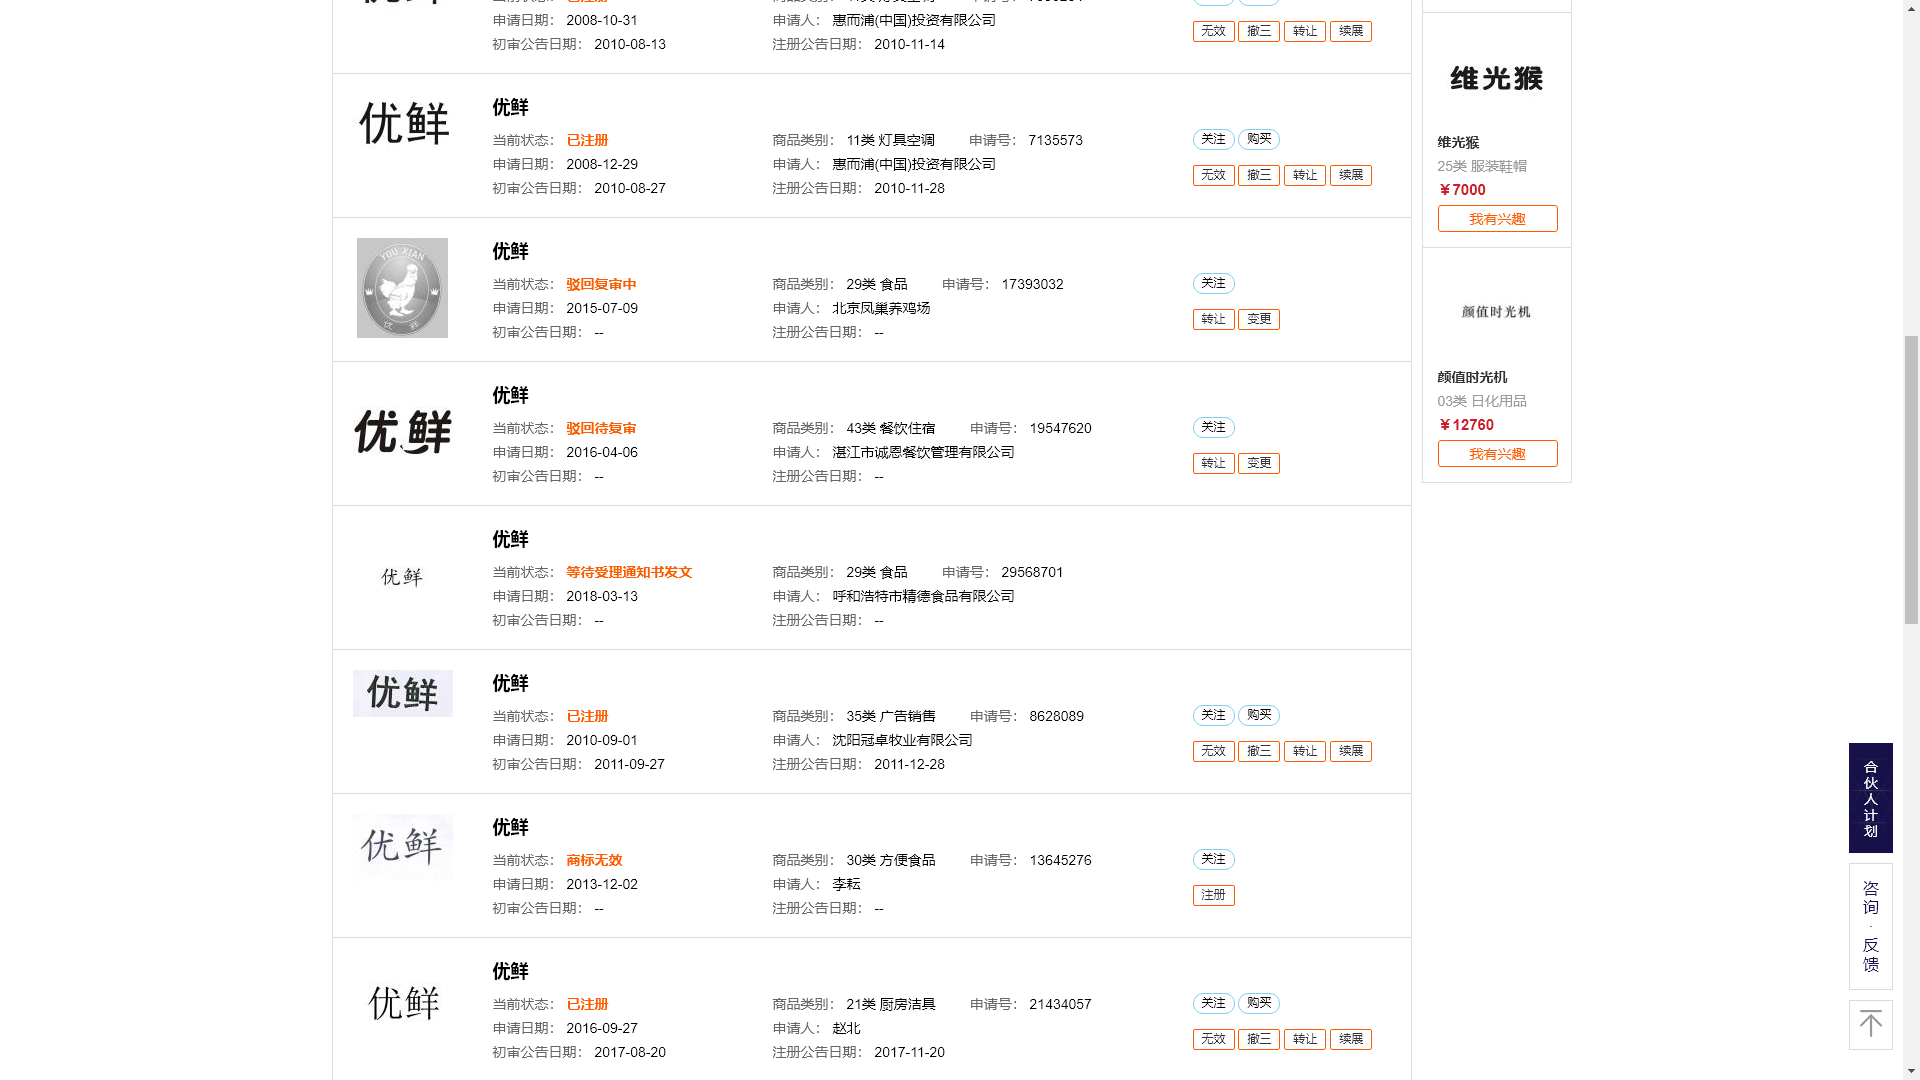 申请日期： 2008-10-31 申请人： 惠而浦(中国)投资有限公司
初审公告日期： 2010-08-13 注册公告日期： 2010-11-14
无效 撤三 转让 续展
优鲜
优鲜
当前状态： 已注册 商品类别： 11类 灯具空调 申请号： 7135573
申请日期： 2008-12-29 申请人： 惠而浦(中国)投资有限公司
初审公告日期： 2010-08-27 注册公告日期： 2010-11-28
关注 购买
无效 撤三 转让 续展
YOU XIAN
优鲜
优鲜
当前状态： 驳回复审中 商品类别： 29类 食品 申请号： 17393032
申请日期： 2015-07-09 申请人： 北京凤巢养鸡场
初审公告日期： -- 注册公告日期： --
关注
转让 变更
优鲜
优鲜
当前状态： 驳回待复审 商品类别： 43类 餐饮住宿 申请号： 19547620
申请日期： 2016-04-06 申请人： 湛江市诚恩餐饮管理有限公司
初审公告日期： -- 注册公告日期： --
关注
转让 变更
优鲜
优鲜
当前状态： 等待受理通知书发文 商品类别： 29类 食品 申请号： 29568701
申请日期： 2018-03-13 申请人： 呼和浩特市精德食品有限公司
初审公告日期： -- 注册公告日期： --
优鲜
优鲜
当前状态： 已注册 商品类别： 35类 广告销售 申请号： 8628089
申请日期： 2010-09-01 申请人： 沈阳冠卓牧业有限公司
初审公告日期： 2011-09-27 注册公告日期： 2011-12-28
关注 购买
无效 撤三 转让 续展
优鲜
优鲜
当前状态： 商标无效 商品类别： 30类 方便食品 申请号： 13645276
申请日期： 2013-12-02 申请人： 李耘
初审公告日期： -- 注册公告日期： --
关注
注册
优鲜
优鲜
当前状态： 已注册 商品类别： 21类 厨房洁具 申请号： 21434057
申请日期： 2016-09-27 申请人： 赵北
初审公告日期： 2017-08-20 注册公告日期： 2017-11-20
关注 购买
无效 撤三 转让 续展
维光猴
维光猴
25类 服装鞋帽
￥7000
我有兴趣
颜值时光机
颜值时光机
03类 日化用品
￥12760
我有兴趣
合伙人计划
咨询·反馈